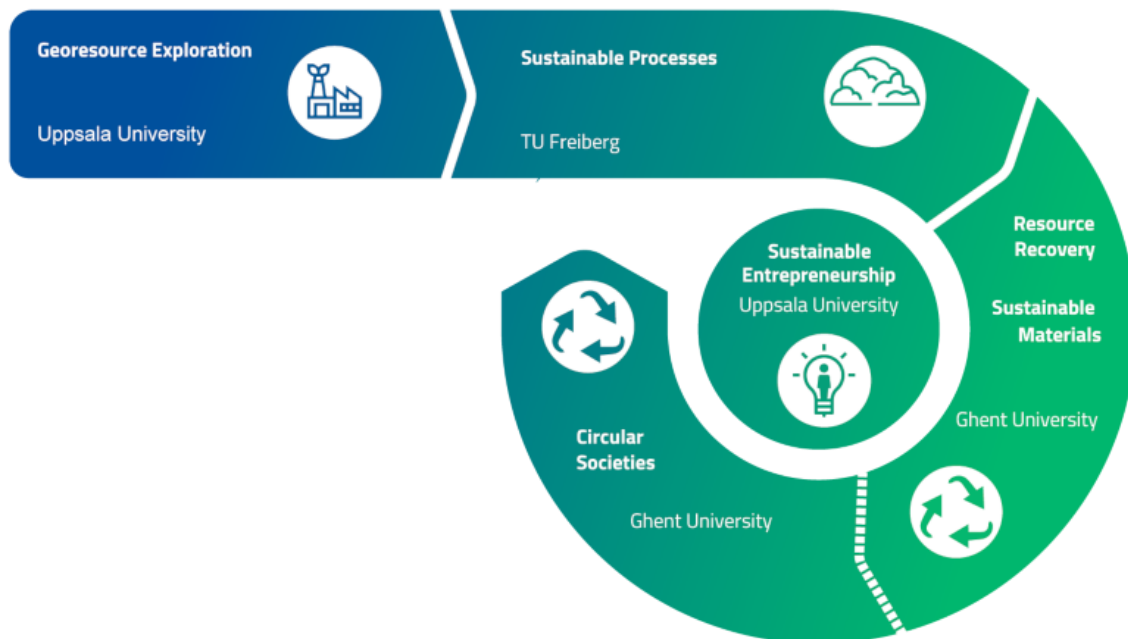 Georesource Exploration
Uppsala University
Sustainable Processes
TU Freiberg
Resource
Recovery
Sustainable
Materials
Ghent University
Sustainable
Entrepreneurship
Uppsala University
Circular
Societies
Ghent University